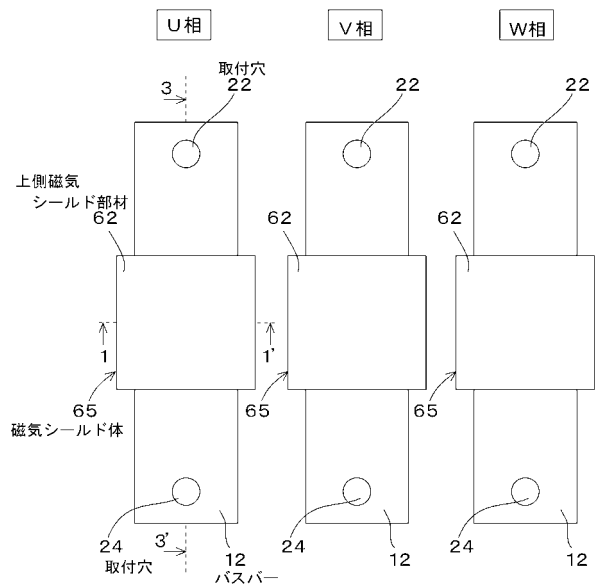 U相 V相 W相
取付穴
3 22 22 22
上側磁気
シールド部材
62 62 62
1 1'
65 65 65
磁気シールド体
24 24 24
3' 12 12 12
取付穴 バスバー